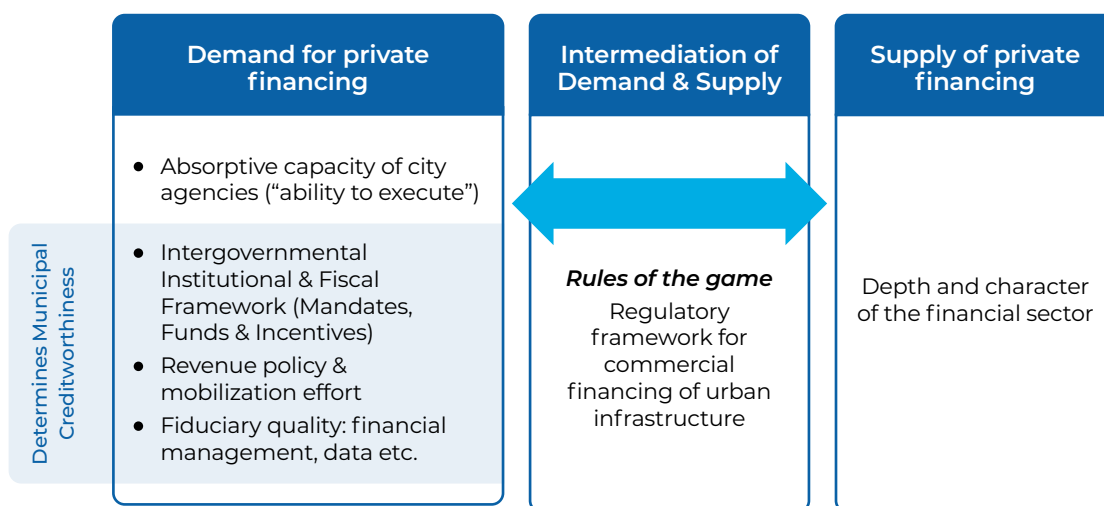 Demand for private
financing
● Absorptive capacity of city
agencies (“ability to execute”)
Determines Municipal
Creditworthiness
● Intergovernmental
Institutional & Fiscal
Framework (Mandates,
Funds & Incentives)
● Revenue policy &
mobilization effort
● Fiduciary quality: financial
management, data etc.
Intermediation of
Demand & Supply
Rules of the game
Regulatory
framework for
commercial
financing of urban
infrastructure
Supply of private
financing
Depth and character
of the financial sector